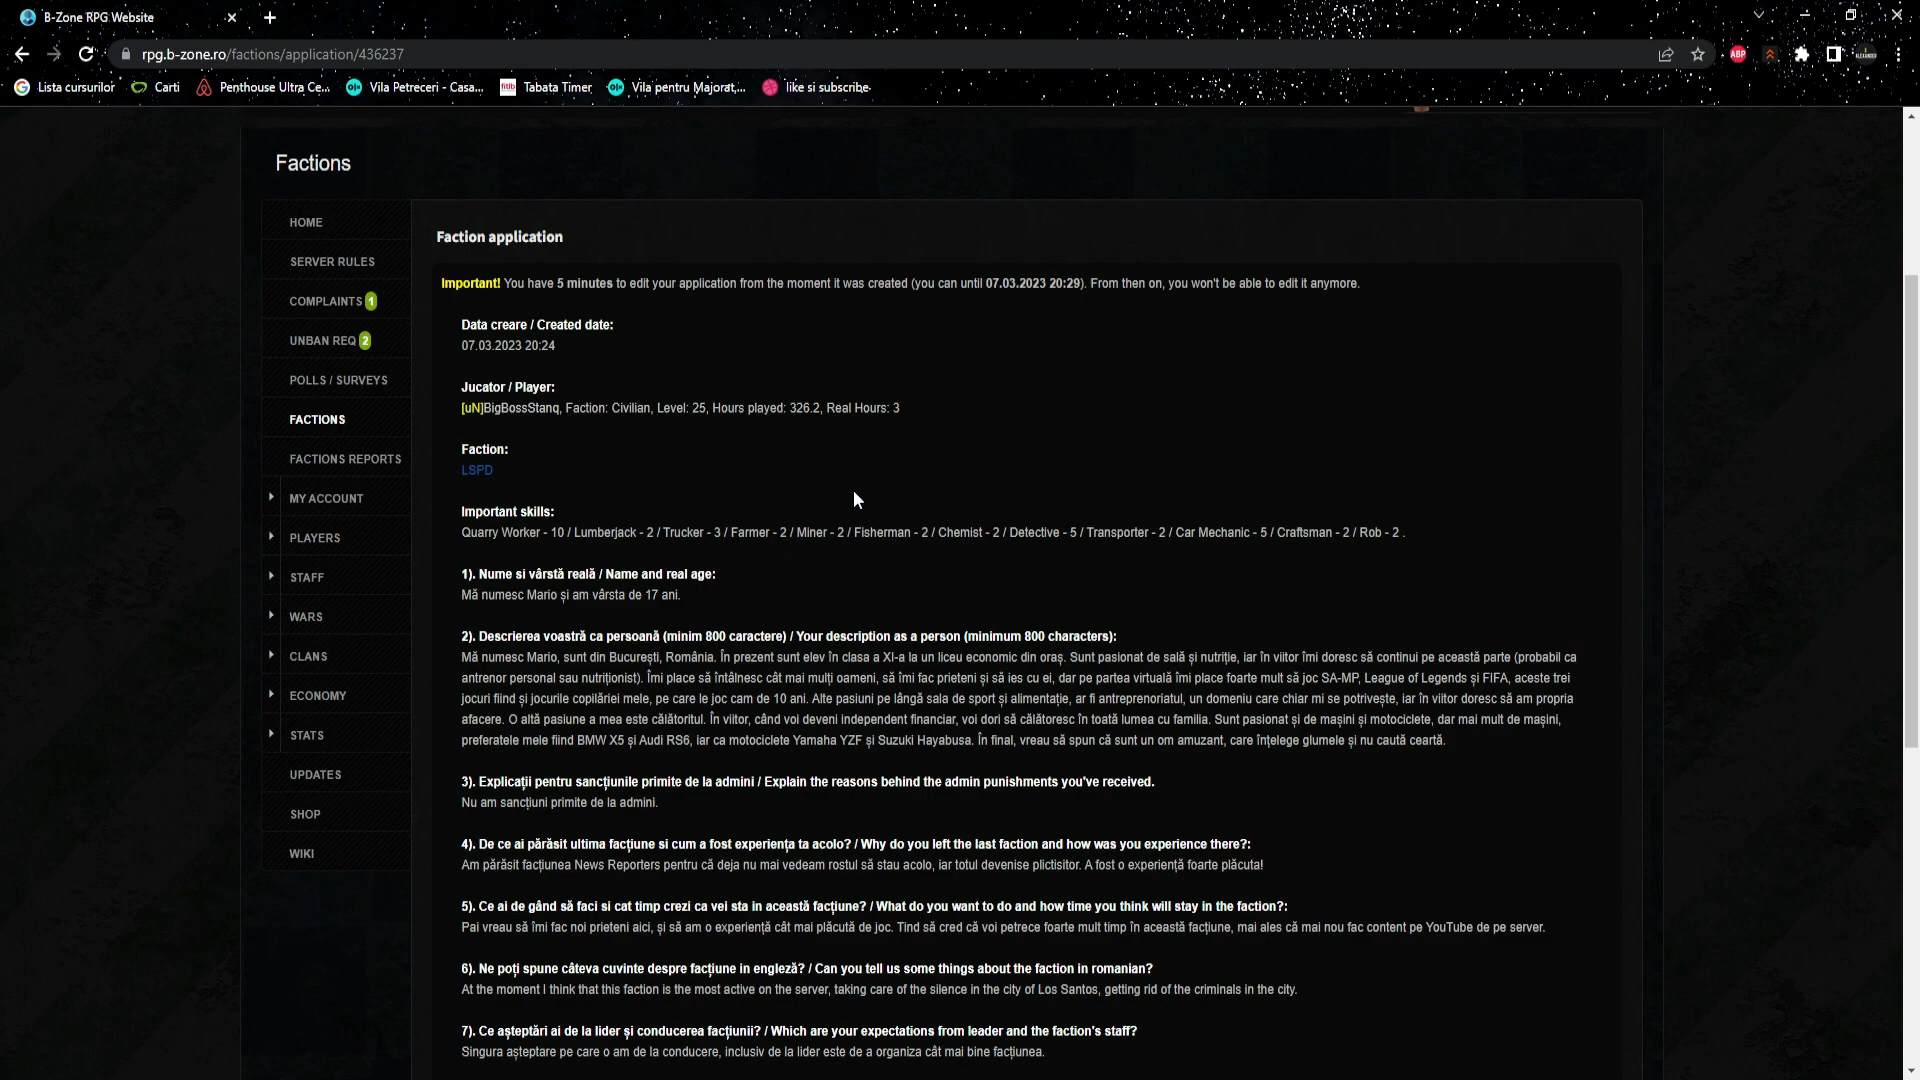 B-Zone RPG Website
rpg.b-zone.ro/factions/application/436237
ABP
Lista cursurilor
Carti
Penthouse Ultra Ce...
olx
Vila Petreceri - Casa...
Tabata Timer
olx
Vila pentru Majorat,...
like si subscribe
Factions
HOME
SERVER RULES
COMPLAINTS 1
UNBAN REQ 2
POLLS / SURVEYS
FACTIONS
FACTIONS REPORTS
MY ACCOUNT
PLAYERS
STAFF
WARS
CLANS
ECONOMY
STATS
UPDATES
SHOP
WIKI
Faction application
Important! You have 5 minutes to edit your application from the moment it was created (you can until 07.03.2023 20:29). From then on, you won't be able to edit it anymore.
Data creare / Created date:
07.03.2023 20:24
Jucator / Player:
[uN]BigBossStanq, Faction: Civilian, Level: 25, Hours played: 326.2, Real Hours: 3
Faction:
LSPD
Important skills:
Quarry Worker - 10 / Lumberjack - 2 / Trucker - 3 / Farmer - 2 / Miner - 2 / Fisherman - 2 / Chemist - 2 / Detective - 5 / Transporter - 2 / Car Mechanic - 5 / Craftsman - 2 / Rob - 2 .
1). Nume si vârstă reală / Name and real age:
Mă numesc Mario și am vârsta de 17 ani.
2). Descrierea voastră ca persoană (minim 800 caractere) / Your description as a person (minimum 800 characters):
Mă numesc Mario, sunt din București, România. În prezent sunt elev în clasa a XI-a la un liceu economic din oraș. Sunt pasionat de sală și nutriție, iar în viitor îmi doresc să continui pe această parte (probabil ca
antrenor personal sau nutriționist). Îmi place să întâlnesc cât mai mulți oameni, să îmi fac prieteni și să ies cu ei, dar pe partea virtuală îmi place foarte mult să joc SA-MP, League of Legends și FIFA, aceste trei
jocuri fiind și jocurile copilăriei mele, pe care le joc cam de 10 ani. Alte pasiuni pe lângă sala de sport și alimentație, ar fi antreprenoriatul, un domeniu care chiar mi se potrivește, iar în viitor doresc să am propria
afacere. O altă pasiune a mea este călătoritul. În viitor, când voi deveni independent financiar, voi dori să călătoresc în toată lumea cu familia. Sunt pasionat și de mașini și motociclete, dar mai mult de mașini,
preferatele mele fiind BMW X5 și Audi RS6, iar ca motociclete Yamaha YZF și Suzuki Hayabusa. În final, vreau să spun că sunt un om amuzant, care înțelege glumele și nu caută ceartă.
3). Explicații pentru sancțiunile primite de la admini / Explain the reasons behind the admin punishments you've received.
Nu am sancțiuni primite de la admini.
4). De ce ai părăsit ultima facțiune si cum a fost experiența ta acolo? / Why do you left the last faction and how was you experience there?:
Am părăsit facțiunea News Reporters pentru că deja nu mai vedeam rostul să stau acolo, iar totul devenise plictisitor. A fost o experiență foarte plăcuta!
5). Ce ai de gând să faci si cat timp crezi ca vei sta in această facțiune? / What do you want to do and how time you think will stay in the faction?:
Pai vreau să îmi fac noi prieteni aici, și să am o experiență cât mai plăcută de joc. Tind să cred că voi petrece foarte mult timp în această facțiune, mai ales că mai nou fac content pe YouTube de pe server.
6). Ne poți spune câteva cuvinte despre facțiune in engleză? / Can you tell us some things about the faction in romanian?
At the moment I think that this faction is the most active on the server, taking care of the silence in the city of Los Santos, getting rid of the criminals in the city.
7). Ce așteptări ai de la lider și conducerea facțiunii? / Which are your expectations from leader and the faction's staff?
Singura așteptare pe care o am de la conducere, inclusiv de la lider este de a organiza cât mai bine facțiunea.